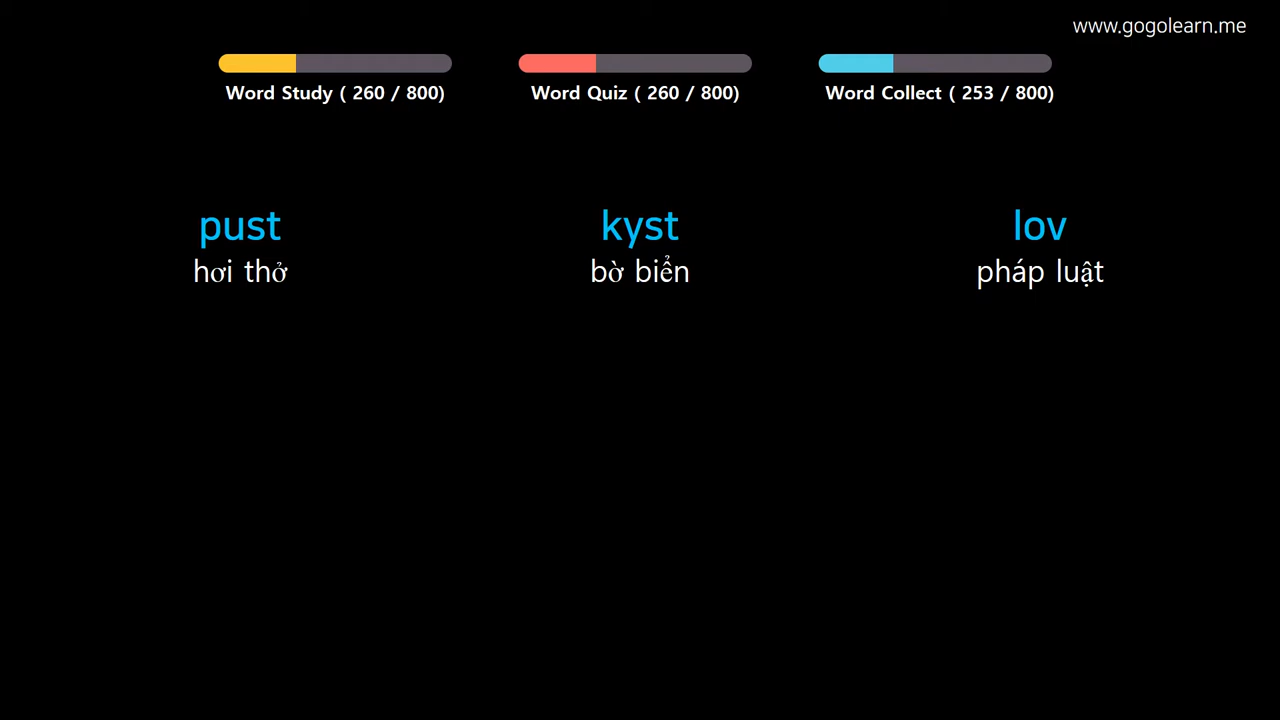 www.gogolearn.me
Word Study ( 260 / 800)
Word Quiz ( 260 / 800)
Word Collect ( 253 / 800)
pust
hơi thở
kyst
bờ biển
lov
pháp luật